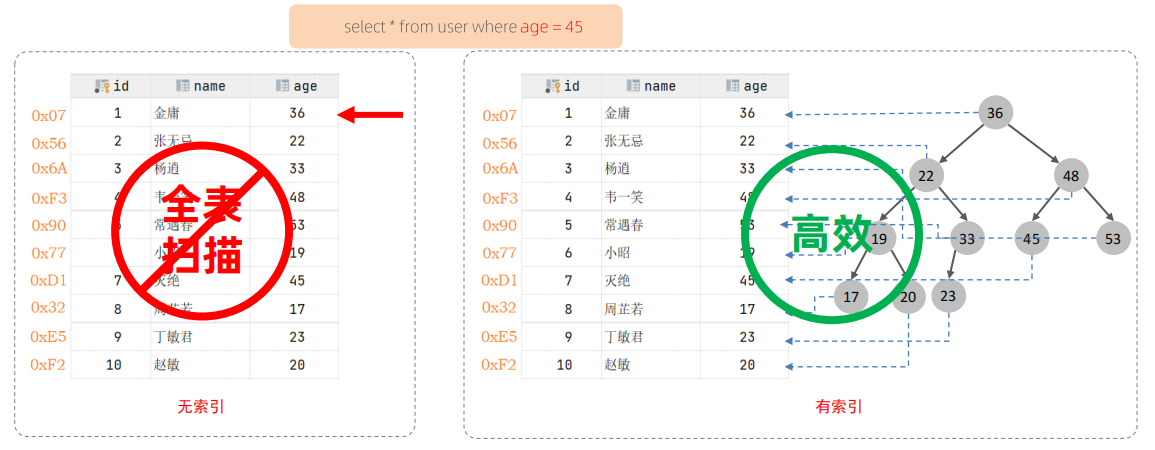 select * from user where age = 45
id name age
0x07 1 金庸 36
0x56 2 张无忌 22
0x6A 3 杨逍 33
0xF3 4 韦一笑 48
0x90 5 常遇春 53
0x77 6 小昭 19
0xD1 7 灭绝 45
0x32 8 周芷若 17
0xE5 9 丁敏君 23
0xF2 10 赵敏 20
全表
扫描
无索引
id name age
0x07 1 金庸 36
0x56 2 张无忌 22
0x6A 3 杨逍 33
0xF3 4 韦一笑 48
0x90 5 常遇春 53
0x77 6 小昭 19
0xD1 7 灭绝 45
0x32 8 周芷若 17
0xE5 9 丁敏君 23
0xF2 10 赵敏 20
高效
36
22 48
19 33 45 53
17 20 23
有索引